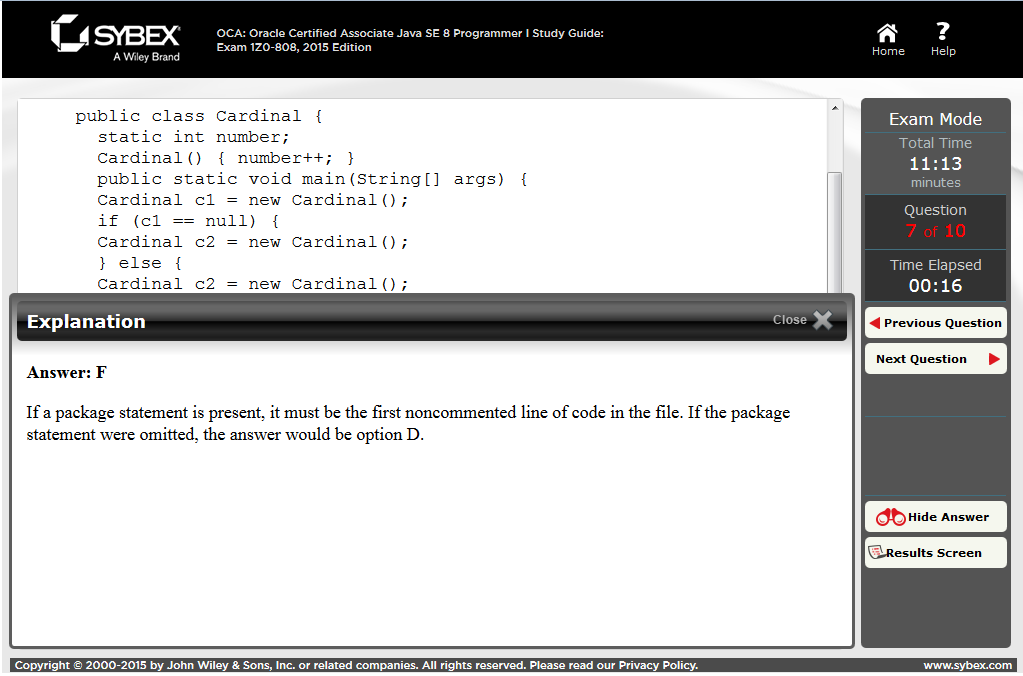 SYBEX
A Wiley Brand
OCA: Oracle Certified Associate Java SE 8 Programmer I Study Guide:
Exam 1Z0-808, 2015 Edition
Home
?
Help
public class Cardinal {
static int number;
Cardinal() { number++; }
public static void main(String[] args) {
Cardinal c1 = new Cardinal();
if (c1 == null) {
Cardinal c2 = new Cardinal();
} else {
Cardinal c2 = new Cardinal();
Explanation
Close
Answer: F
If a package statement is present, it must be the first noncommented line of code in the file. If the package
statement were omitted, the answer would be option D.
Exam Mode
Total Time
11:13
minutes
Question
7 of 10
Time Elapsed
00:16
Previous Question
Next Question
Hide Answer
Results Screen
Copyright © 2000-2015 by John Wiley & Sons, Inc. or related companies. All rights reserved. Please read our Privacy Policy.
www.sybex.com